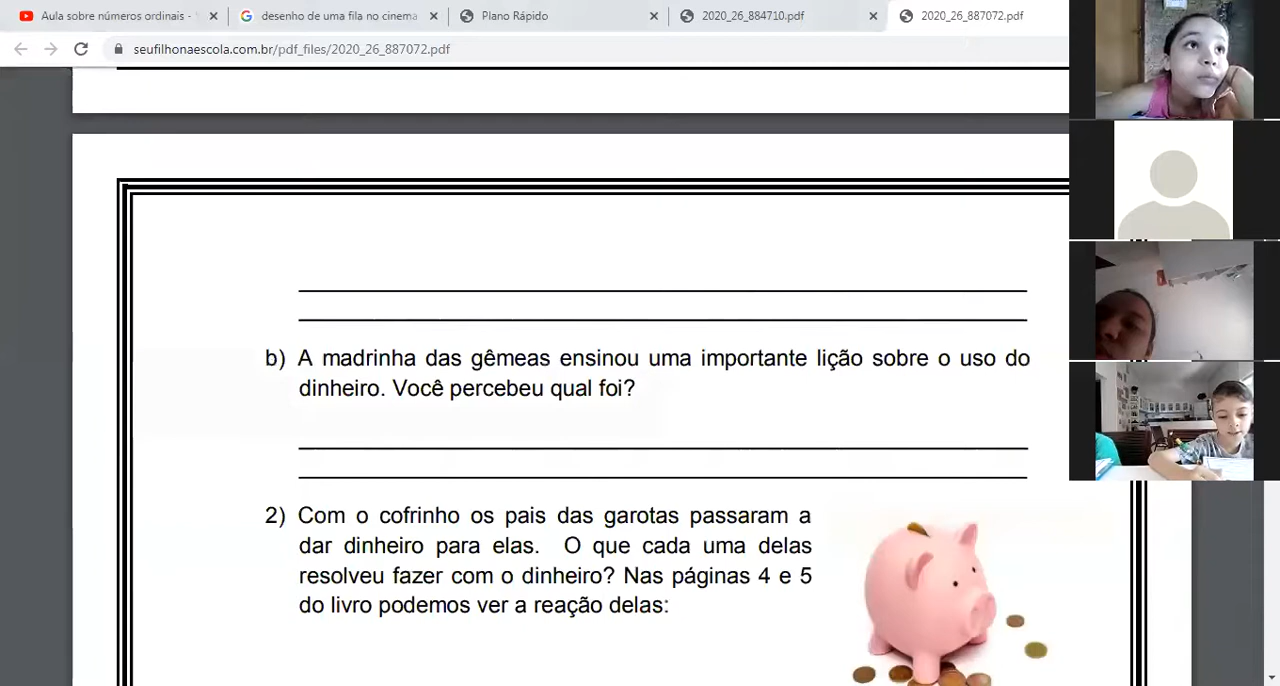 Aula sobre números ordinais -
desenho de uma fila no cinema
Plano Rápido
2020_26_884710.pdf
2020_26_887072.pdf
seufilhonaescola.com.br/pdf_files/2020_26_887072.pdf
b) A madrinha das gêmeas ensinou uma importante lição sobre o uso do
dinheiro. Você percebeu qual foi?
2) Com o cofrinho os pais das garotas passaram a
dar dinheiro para elas. O que cada uma delas
resolveu fazer com o dinheiro? Nas páginas 4 e 5
do livro podemos ver a reação delas: